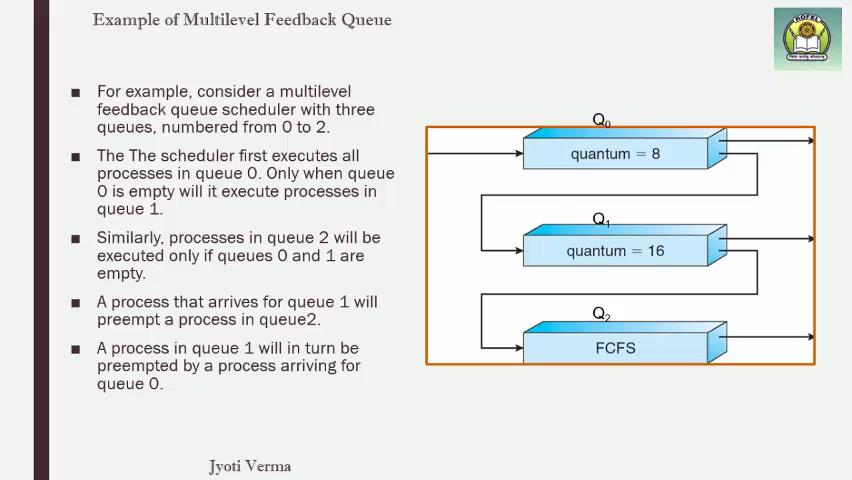 Example of Multilevel Feedback Queue
ROFEL
■ For example, consider a multilevel
feedback queue scheduler with three
queues, numbered from 0 to 2.
■ The The scheduler first executes all
processes in queue 0. Only when queue
0 is empty will it execute processes in
queue 1.
■ Similarly, processes in queue 2 will be
executed only if queues 0 and 1 are
empty.
■ A process that arrives for queue 1 will
preempt a process in queue2.
■ A process in queue 1 will in turn be
preempted by a process arriving for
queue 0.
Q0
quantum = 8
Q1
quantum = 16
Q2
FCFS
Jyoti Verma